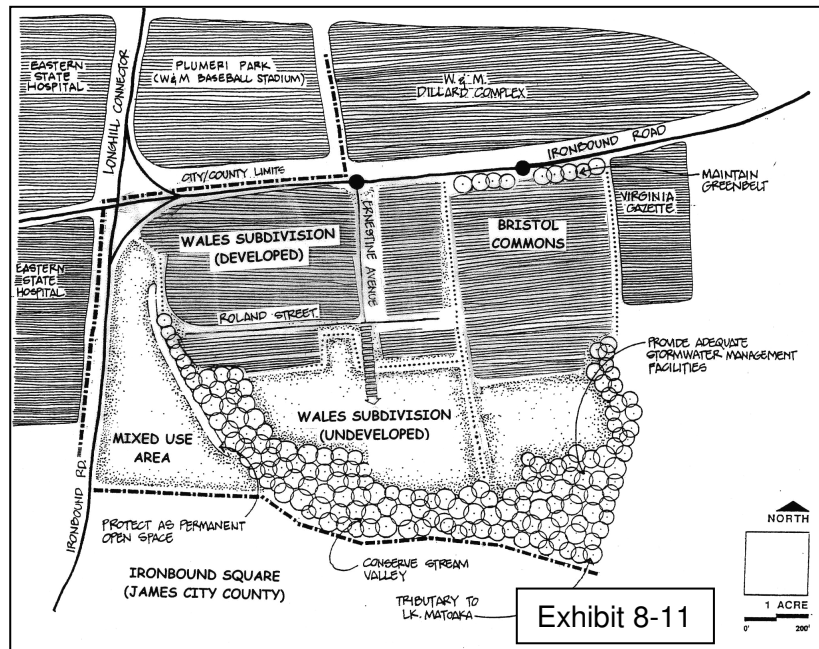 EASTERN
STATE
HOSPITAL
LONGHILL CONNECTOR
PLUMERI PARK
(W&M BASEBALL STADIUM)
W. & M.
DILLARD COMPLEX
IRONBOUND ROAD
CITY/COUNTY LIMITS
MAINTAIN
GREENBELT
VIRGINIA
GAZETTE
ERNESTINE AVENUE
WALES SUBDIVISION
(DEVELOPED)
BRISTOL
COMMONS
EASTERN
STATE
HOSPITAL
ROLAND STREET
PROVIDE ADEQUATE
STORMWATER MANAGEMENT
FACILITIES
WALES SUBDIVISION
(UNDEVELOPED)
MIXED USE
AREA
IRONBOUND RD.
PROTECT AS PERMANENT
OPEN SPACE
CONSERVE STREAM
VALLEY
IRONBOUND SQUARE
(JAMES CITY COUNTY)
TRIBUTARY TO
LK. MATOAKA
Exhibit 8-11
NORTH
1 ACRE
0' 200'